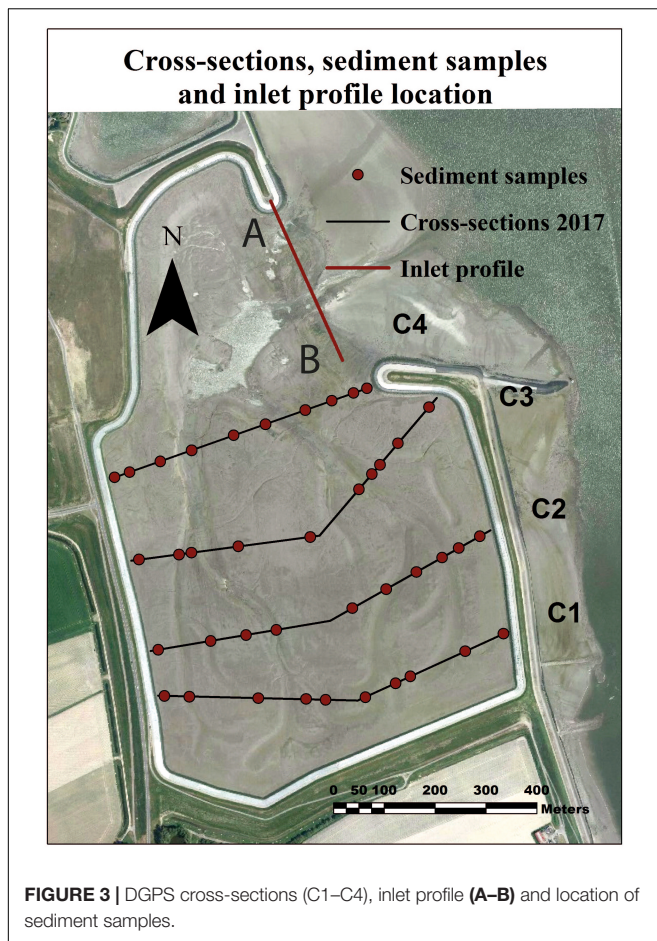 Cross-sections, sediment samples
and inlet profile location
Sediment samples
A
Cross-sections 2017
N
Inlet profile
C4
B
C3
C2
C1
0 50 100 200 300 400
Meters
FIGURE 3 | DGPS cross-sections (C1–C4), inlet profile (A–B) and location of
sediment samples.